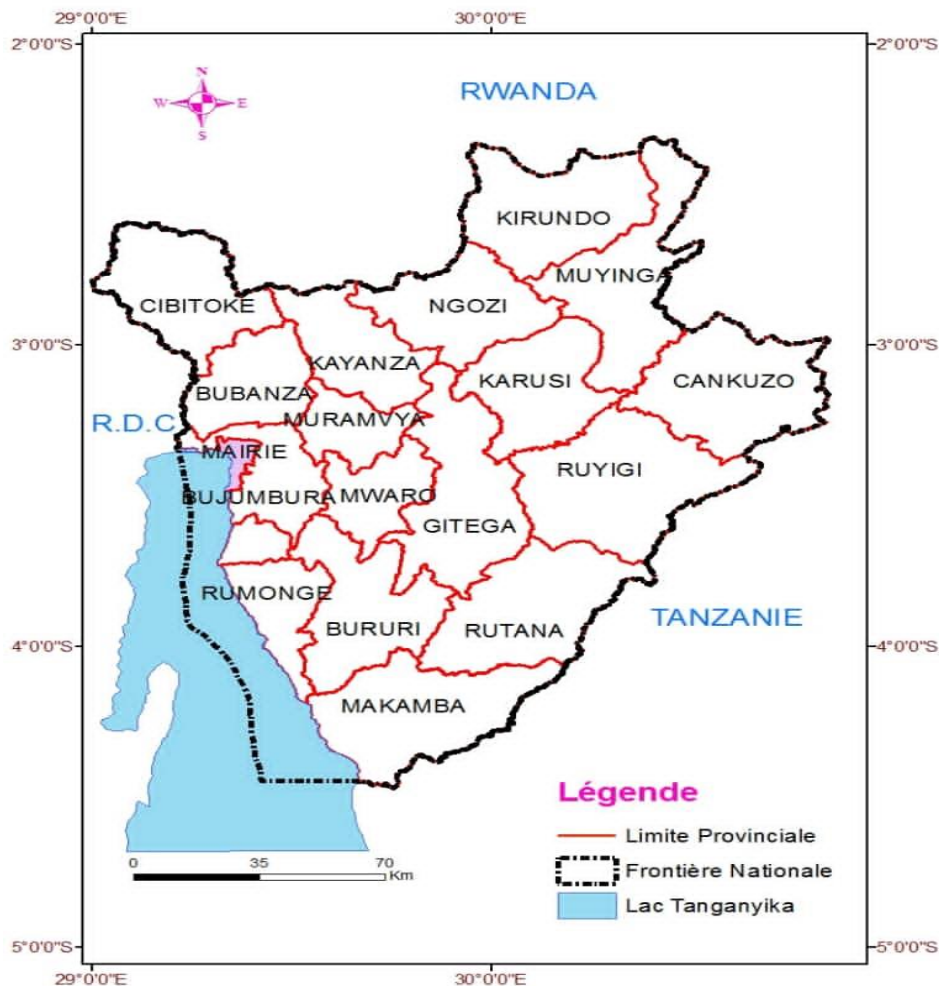 29°0'0"E 30°0'0"E
2°0'0"S 2°0'0"S
N
W E
S
RWANDA
KIRUNDO
MUYINGA
CIBITOKE
NGOZI
3°0'0"S 3°0'0"S
KAYANZA
KARUSI
CANKUZO
BUBANZA
R.D.C
MURAMVYA
MAIRIE
RUYIGI
BUJUMBURA
MWARO
GITEGA
RUMONGE
TANZANIE
BURURI
RUTANA
4°0'0"S 4°0'0"S
MAKAMBA
Légende
Limite Provinciale
Frontière Nationale
Lac Tanganyika
0 35 70
Km
5°0'0"S 5°0'0"S
29°0'0"E 30°0'0"E